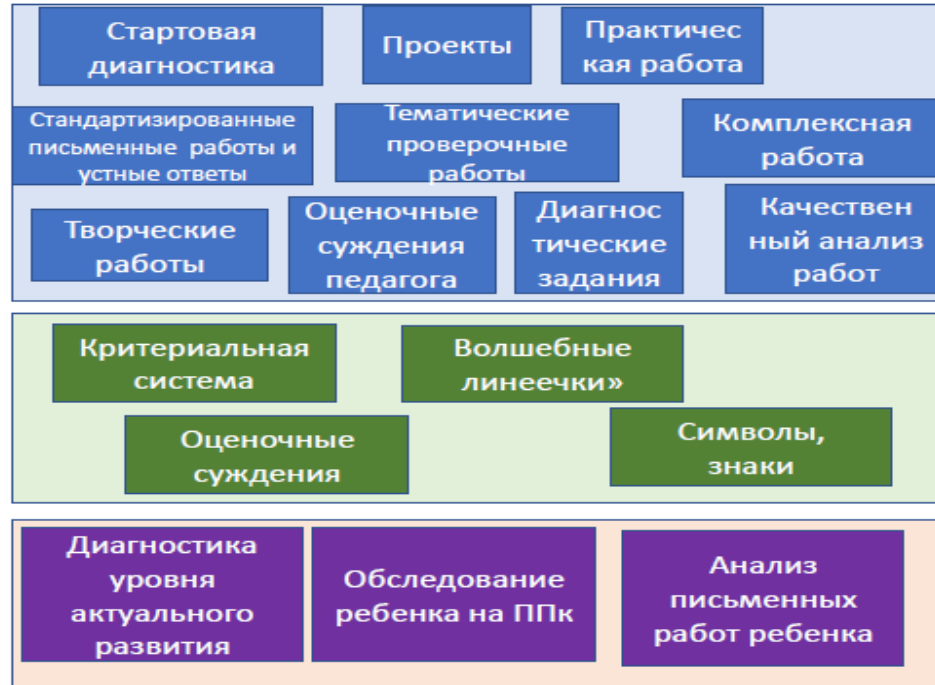 Стартовая
диагностика
Проекты
Практичес
кая работа
Стандартизированные
письменные  работы и
устные ответы
Тематические
проверочные
работы
Комплексная
работа
Творческие
работы
Оценочные
суждения
педагога
Диагнос
тические
задания
Качествен
ный анализ
работ
Критериальная
система
Волшебные
линеечки»
Оценочные
суждения
Символы,
знаки
Диагностика
уровня
актуального
развития
Обследование
ребенка на ППк
Анализ
письменных
работ ребенка